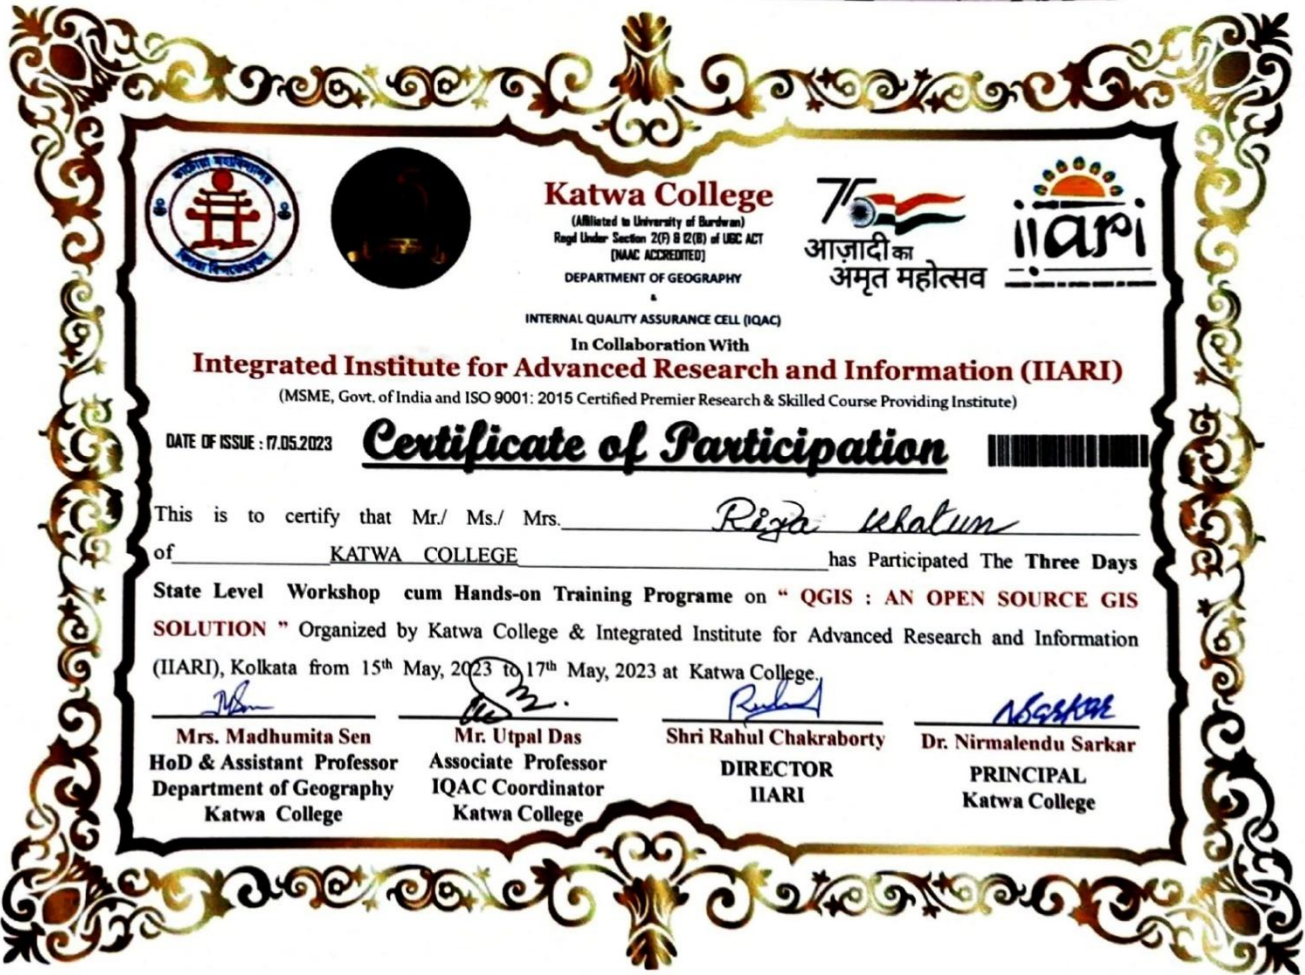 Katwa College
(Affiliated to University of Burdwan)
Regd Under Section 2(F) & 12(B) of UGC ACT
(NAAC ACCREDITED)
DEPARTMENT OF GEOGRAPHY
&
INTERNAL QUALITY ASSURANCE CELL (IQAC)
75
आज़ादी का
अमृत महोत्सव
iiari
In Collaboration With
Integrated Institute for Advanced Research and Information (IIARI)
(MSME, Govt. of India and ISO 9001: 2015 Certified Premier Research & Skilled Course Providing Institute)
DATE OF ISSUE : 17.05.2023
Certificate of Participation
This is to certify that Mr./ Ms./ Mrs. Riza Khatun
of KATWA COLLEGE has Participated The Three Days
State Level Workshop cum Hands-on Training Programe on “ QGIS : AN OPEN SOURCE GIS
SOLUTION ” Organized by Katwa College & Integrated Institute for Advanced Research and Information
(IIARI), Kolkata from 15th May, 2023 to 17th May, 2023 at Katwa College.
NSarkar
Mrs. Madhumita Sen
HoD & Assistant Professor
Department of Geography
Katwa College
Mr. Utpal Das
Associate Professor
IQAC Coordinator
Katwa College
Shri Rahul Chakraborty
DIRECTOR
IIARI
Dr. Nirmalendu Sarkar
PRINCIPAL
Katwa College